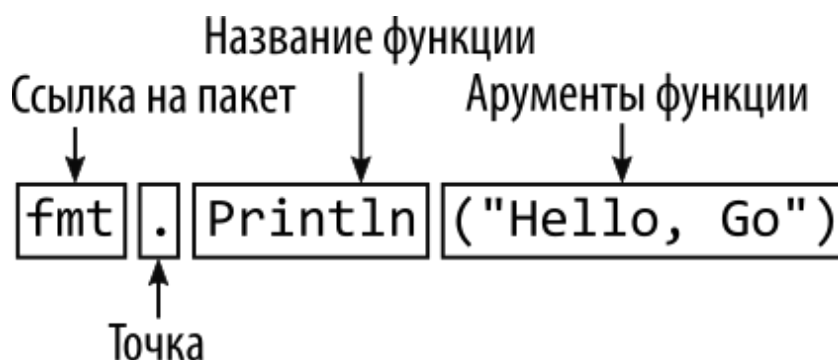 Название функции
Ссылка на пакет
Арументы функции
fmt . Println ("Hello, Go")
Точка